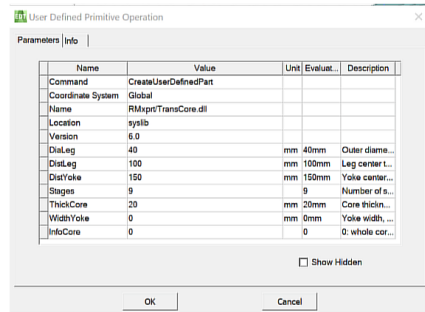 User Defined Primitive Operation
Parameters Info
Name Value Unit Evaluat... Description
Command CreateUserDefinedPart
Coordinate System Global
Name RMxprt/TransCore.dll
Location syslib
Version 6.0
DiaLeg 40 mm 40mm Outer diame...
DistLeg 100 mm 100mm Leg center t...
DistYoke 150 mm 150mm Yoke center...
Stages 9 9 Number of s...
ThickCore 20 mm 20mm Core thickn...
WidthYoke 0 mm 0mm Yoke width, ...
InfoCore 0 0 0: whole cor...
Show Hidden
OK Cancel